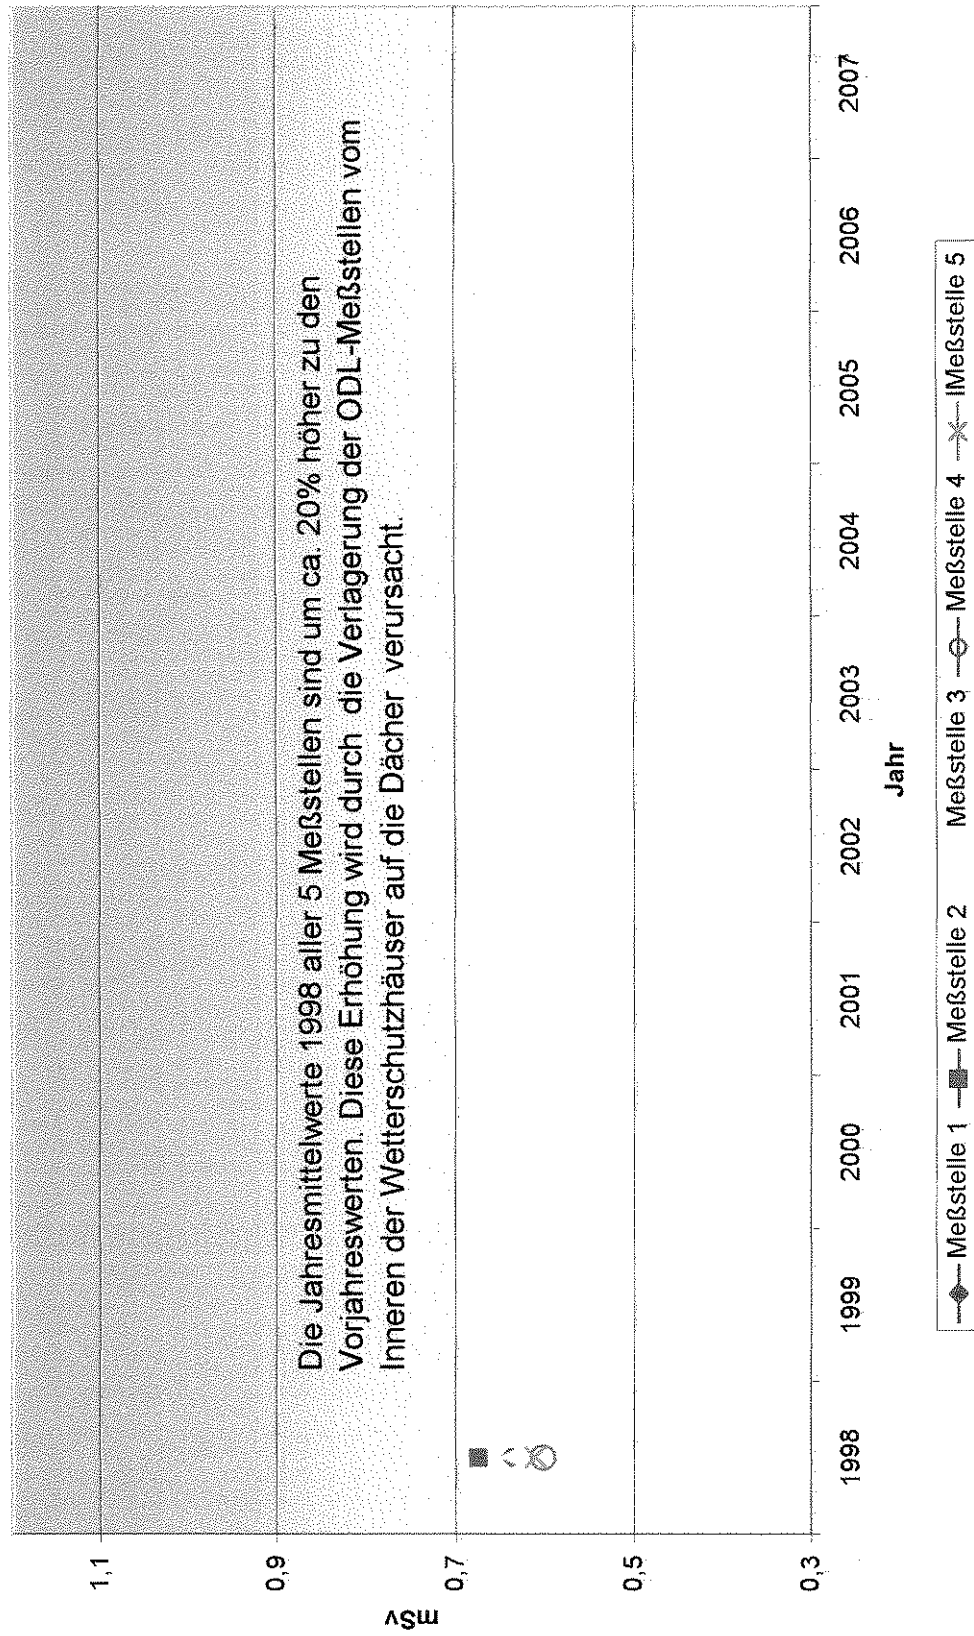 1,1
0,9
0,7
0,5
0,3
mSv
Die Jahresmittelwerte 1998 aller 5 Meßstellen sind um ca. 20% höher zu den
Vorjahreswerten. Diese Erhöhung wird durch die Verlagerung der ODL-Meßstellen vom
Inneren der Wetterschutzhäuser auf die Dächer verursacht.
1998 1999 2000 2001 2002 2003 2004 2005 2006 2007
Jahr
Meßstelle 1 Meßstelle 2 Meßstelle 3 Meßstelle 4 Meßstelle 5